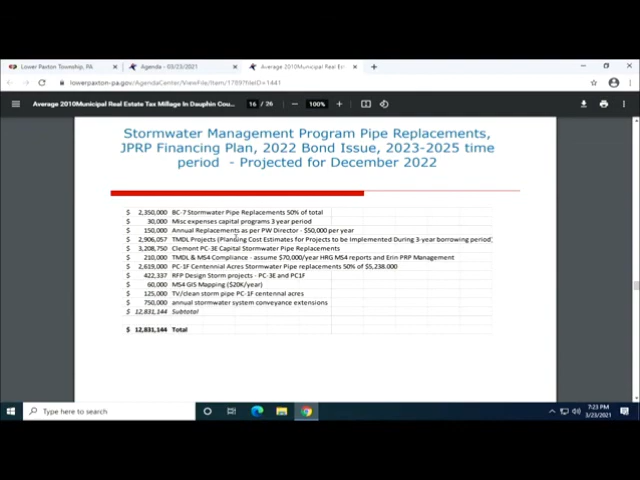 Lower Paxton Township, PA
Agenda - 03/23/2021
Average 2010Municipal Real Est
lowerpaxton-pa.gov/AgendaCenter/ViewFile/Item/1789?fileID=1441
Average 2010Municipal Real Estate Tax Millage In Dauphin Cou...
16 / 26
100%
Stormwater Management Program Pipe Replacements,
JPRP Financing Plan, 2022 Bond Issue, 2023-2025 time
period - Projected for December 2022
$ 2,350,000 BC-7 Stormwater Pipe Replacements 50% of total
$ 30,000 Misc expenses capital programs 3 year period
$ 150,000 Annual Replacements as per PW Director - $50,000 per year
$ 2,906,057 TMDL Projects (Planning Cost Estimates for Projects to be Implemented During 3-year borrowing period)
$ 3,208,750 Clemont PC-3E Capital Stormwater Pipe Replacements
$ 210,000 TMDL & MS4 Compliance - assume $70,000/year HRG MS4 reports and Erin PRP Management
$ 2,619,000 PC-1F Centennial Acres Stormwater Pipe replacements 50% of $5,238.000
$ 422,337 RFP Design Storm projects - PC-3E and PC1F
$ 60,000 MS4 GIS Mapping ($20K/year)
$ 125,000 TV/clean storm pipe PC-1F centennial acres
$ 750,000 annual stormwater system conveyance extensions
$ 12,831,144 Subtotal
$ 12,831,144 Total
Type here to search
7:23 PM
3/23/2021